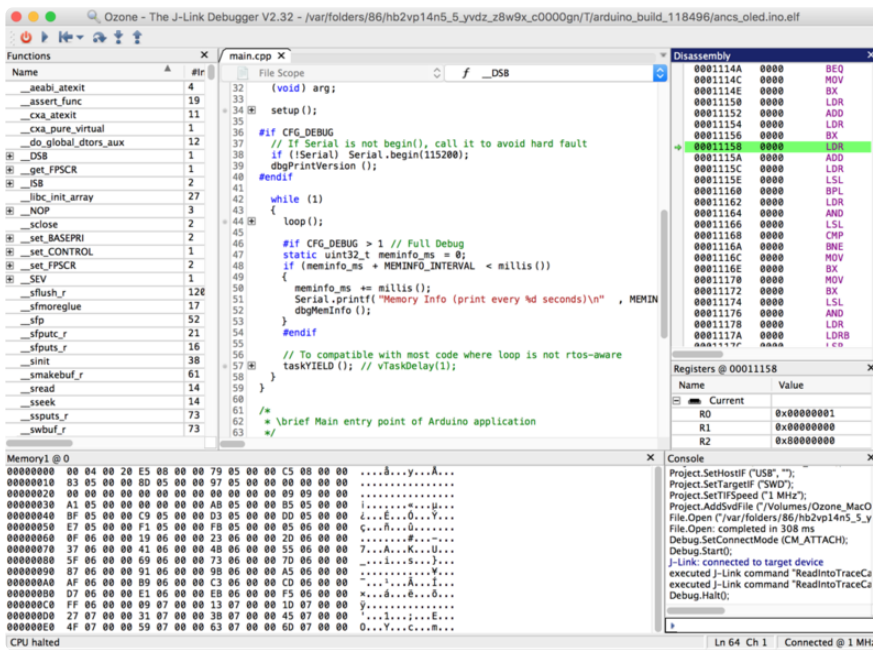 Ozone - The J-Link Debugger V2.32 - /var/folders/86/hb2vp14n5_5_yvdz_z8w9x_c0000gn/T/arduino_build_118496/ancs_oled.ino.elf
Functions
Name #Ir
__aeabi_atexit 4
__assert_func 19
__cxa_atexit 11
__cxa_pure_virtual 1
__do_global_dtors_aux 12
__DSB 1
__get_FPSCR 1
__ISB 2
__libc_init_array 27
__NOP 3
__sclose 2
__set_BASEPRI 2
__set_CONTROL 1
__set_FPSCR 2
__SEV 1
__sflush_r 120
__sfmoreglue 17
__sfp 52
__sfputc_r 21
__sfputs_r 16
__sinit 38
__smakebuf_r 61
__sread 14
__sseek 14
__ssputs_r 73
__swbuf_r 73
main.cpp
File Scope f __DSB
32 (void) arg;
33
34 setup();
35
36 #if CFG_DEBUG
37 // If Serial is not begin(), call it to avoid hard fault
38 if (!Serial) Serial.begin(115200);
39 dbgPrintVersion ();
40 #endif
41
42 while (1)
43 {
44 loop();
45
46 #if CFG_DEBUG > 1 // Full Debug
47 static uint32_t meminfo_ms = 0;
48 if (meminfo_ms + MEMINFO_INTERVAL < millis())
49 {
50 meminfo_ms += millis();
51 Serial.printf("Memory Info (print every %d seconds)\n" , MEMIN
52 dbgMemInfo ();
53 }
54 #endif
55
56 // To compatible with most code where loop is not rtos-aware
57 taskYIELD(); // vTaskDelay(1);
58 }
59 }
60
61 /*
62 * \brief Main entry point of Arduino application
63 */
Disassembly
0001114A 0000 BEQ
0001114C 0000 MOV
0001114E 0000 BX
00011150 0000 LDR
00011152 0000 ADD
00011154 0000 LDR
00011156 0000 BX
00011158 0000 LDR
0001115A 0000 ADD
0001115C 0000 LDR
0001115E 0000 LSL
00011160 0000 BPL
00011162 0000 LDR
00011164 0000 AND
00011166 0000 LSL
00011168 0000 CMP
0001116A 0000 BNE
0001116C 0000 MOV
0001116E 0000 BX
00011170 0000 MOV
00011172 0000 BX
00011174 0000 LSL
00011176 0000 AND
00011178 0000 LDR
0001117A 0000 LDRB
0001117C 0000 LSR
Registers @ 00011158
Name Value
Current
R0 0x00000001
R1 0x00000000
R2 0x80000000
Memory1 @ 0
00000000 00 04 00 20 E5 08 00 00 79 05 00 00 C5 08 00 00 ... .å...y...Å...
00000010 83 05 00 00 8D 05 00 00 97 05 00 00 00 00 00 00 ................
00000020 00 00 00 00 00 00 00 00 00 00 00 00 09 09 00 00 ................
00000030 A1 05 00 00 00 00 00 00 AB 05 00 00 B5 05 00 00 ¡.......«...µ...
00000040 BF 05 00 00 C9 05 00 00 D3 05 00 00 DD 05 00 00 ¿...É...Ó...Ý...
00000050 E7 05 00 00 F1 05 00 00 FB 05 00 00 05 06 00 00 ç...ñ...û.......
00000060 0F 06 00 00 19 06 00 00 23 06 00 00 2D 06 00 00 ........#...-...
00000070 37 06 00 00 41 06 00 00 4B 06 00 00 55 06 00 00 7...A...K...U...
00000080 5F 06 00 00 69 06 00 00 73 06 00 00 7D 06 00 00 _...i...s...}...
00000090 87 06 00 00 91 06 00 00 9B 06 00 00 A5 06 00 00 ............¥...
000000A0 AF 06 00 00 B9 06 00 00 C3 06 00 00 CD 06 00 00 ¯...¹...Ã...Í...
000000B0 D7 06 00 00 E1 06 00 00 EB 06 00 00 F5 06 00 00 ×...á...ë...õ...
000000C0 FF 06 00 00 09 07 00 00 13 07 00 00 1D 07 00 00 ÿ...............
000000D0 27 07 00 00 31 07 00 00 3B 07 00 00 45 07 00 00 '...1...;...E...
000000E0 4F 07 00 00 59 07 00 00 63 07 00 00 6D 07 00 00 O...Y...c...m...
Console
Project.SetHostIF ("USB", "");
Project.SetTargetIF ("SWD");
Project.SetTIFSpeed ("1 MHz");
Project.AddSvdFile ("/Volumes/Ozone_MacO
File.Open ("/var/folders/86/hb2vp14n5_5_y
File.Open: completed in 308 ms
Debug.SetConnectMode (CM_ATTACH);
Debug.Start();
J-Link: connected to target device
executed J-Link command "ReadIntoTraceCa
executed J-Link command "ReadIntoTraceCa
Debug.Halt();
CPU halted Ln 64 Ch 1 Connected @ 1 MHz